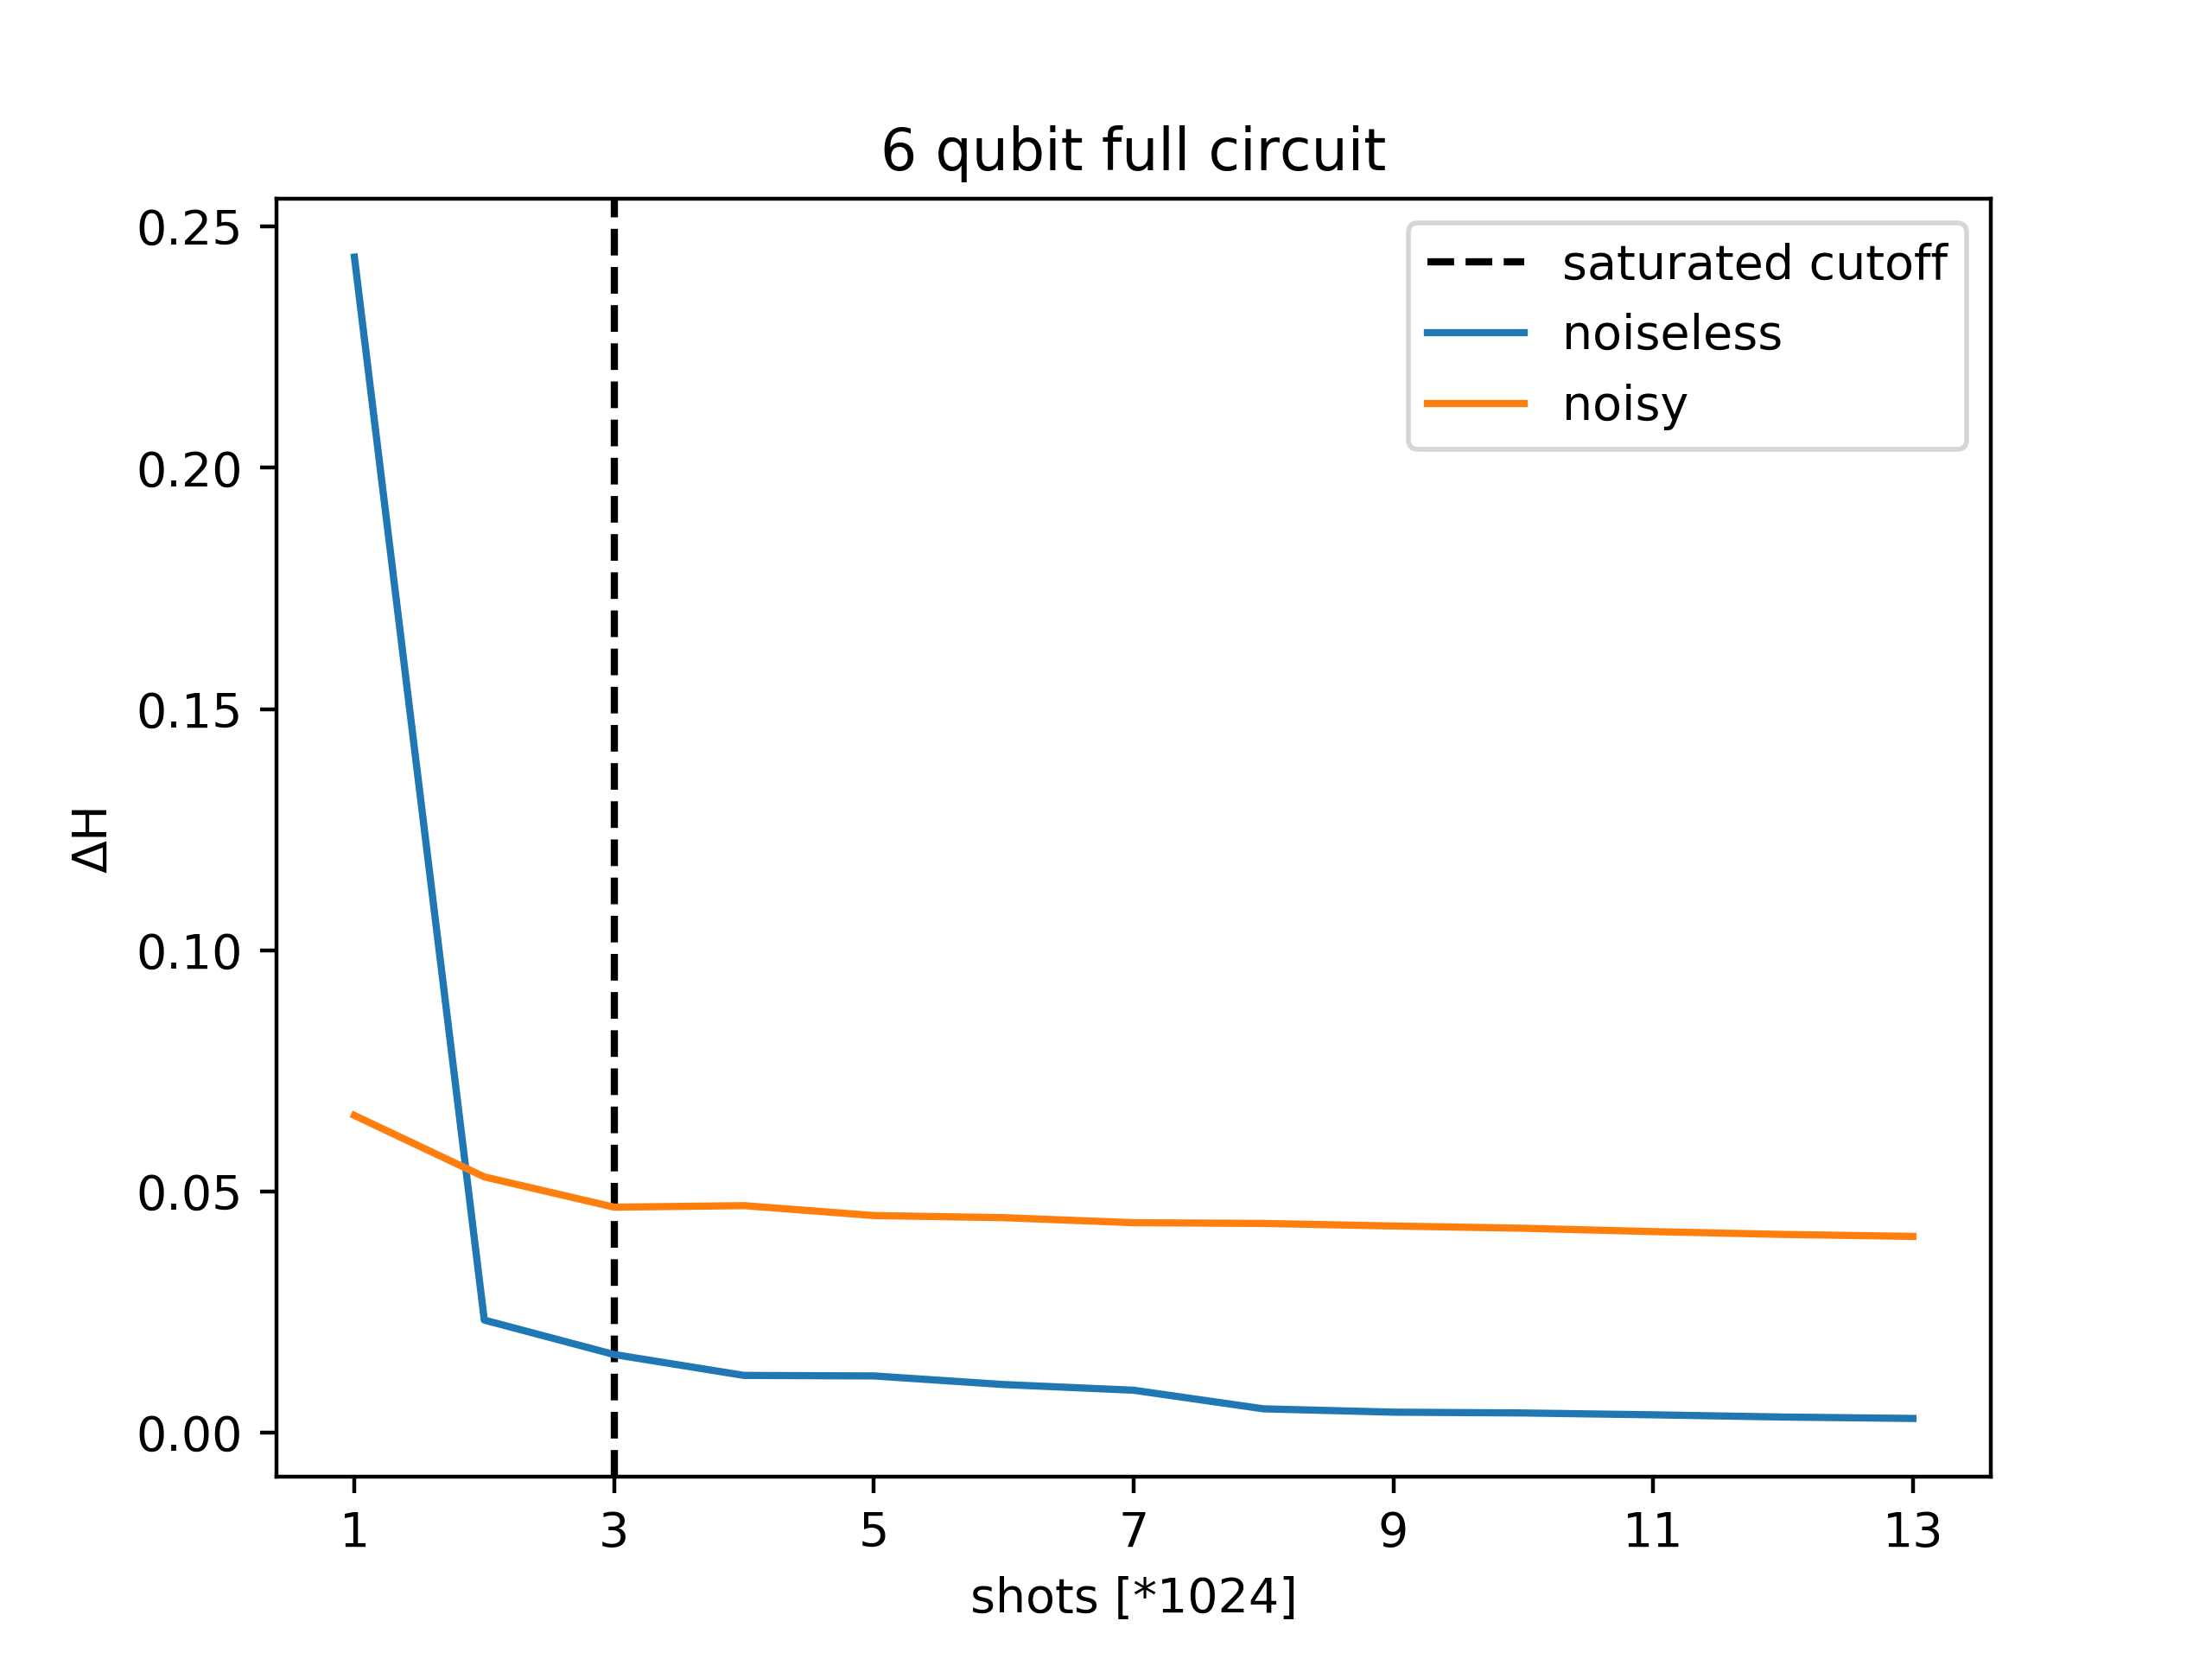 6 qubit full circuit
saturated cutoff
noiseless
noisy
0.25
0.20
0.15
0.10
0.05
0.00
ΔH
1 3 5 7 9 11 13
shots [*1024]